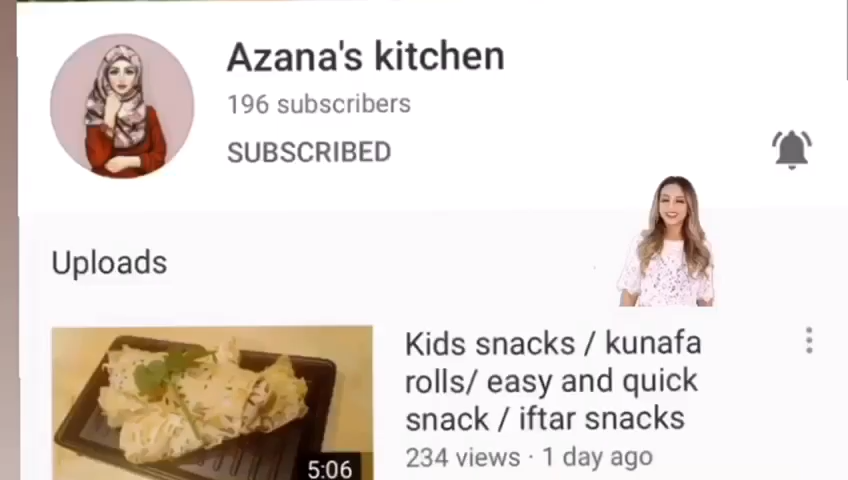 Azana's kitchen
196 subscribers
SUBSCRIBED
Uploads
Kids snacks / kunafa
rolls/ easy and quick
snack / iftar snacks
234 views · 1 day ago
5:06